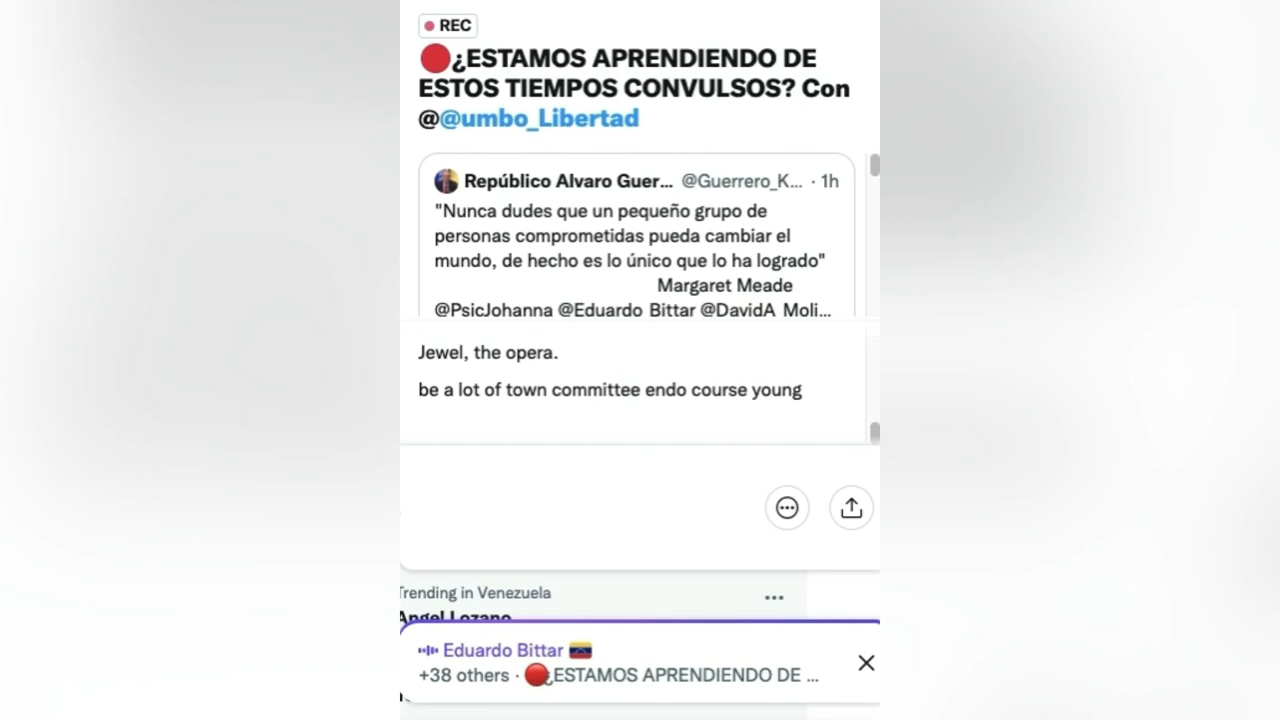 REC
¿ESTAMOS APRENDIENDO DE
ESTOS TIEMPOS CONVULSOS? Con
@@umbo_Libertad
Repúblico Alvaro Guer... @Guerrero_K... · 1h
"Nunca dudes que un pequeño grupo de
personas comprometidas pueda cambiar el
mundo, de hecho es lo único que lo ha logrado"
Margaret Meade
@PsicJohanna @Eduardo_Bittar @DavidA_Moli...
Jewel, the opera.
be a lot of town committee endo course young
Trending in Venezuela
Angel Lozano
Eduardo Bittar
+38 others · ¿ESTAMOS APRENDIENDO DE ...